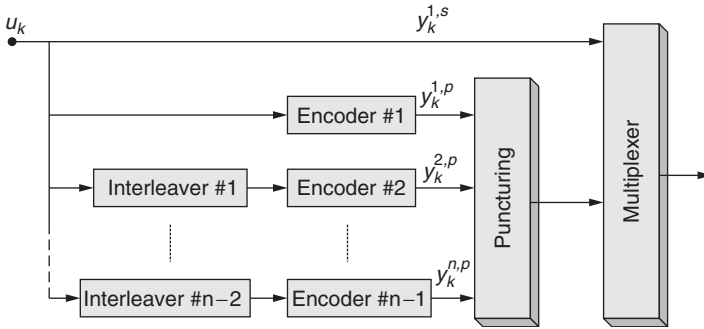 u_k
y_k^{1,s}
Encoder #1
y_k^{1,p}
Interleaver #1
Encoder #2
y_k^{2,p}
Interleaver #n−2
Encoder #n−1
y_k^{n,p}
Puncturing
Multiplexer